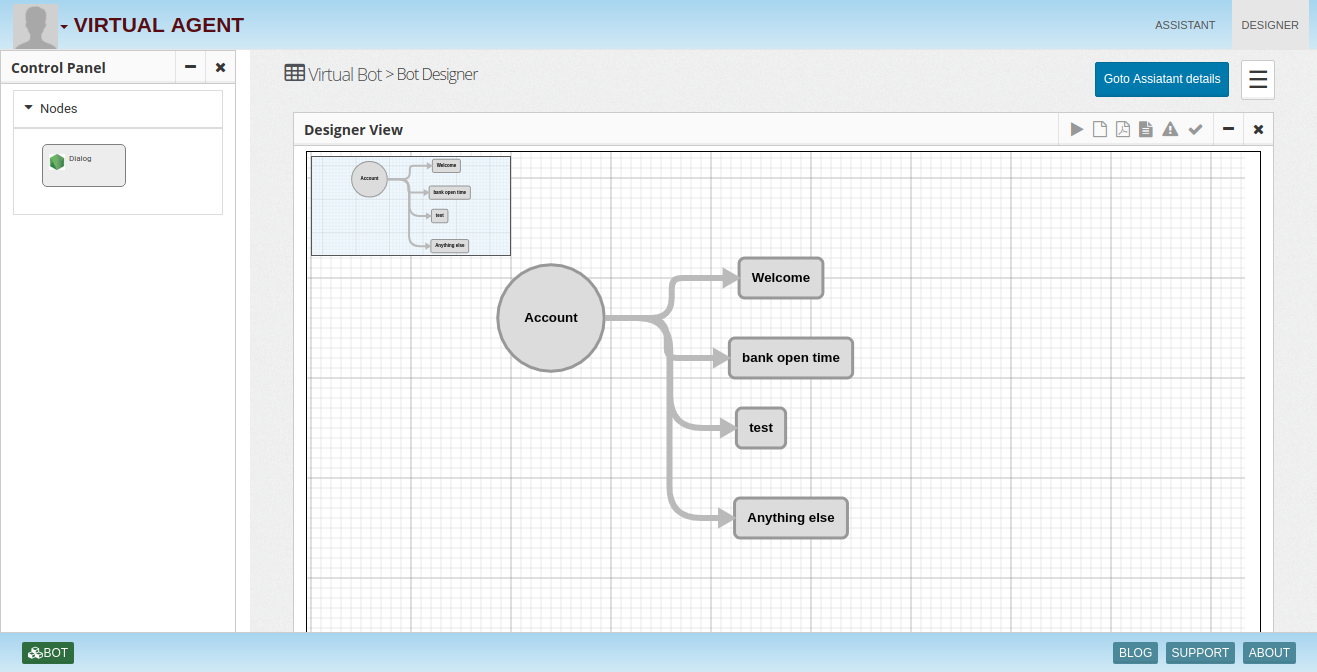 VIRTUAL AGENT
ASSISTANT
DESIGNER
Control Panel
Nodes
Dialog
Virtual Bot > Bot Designer
Goto Assiatant details
Designer View
Account
Welcome
bank open time
test
Anything else
Account
Welcome
bank open time
test
Anything else
BOT
BLOG
SUPPORT
ABOUT